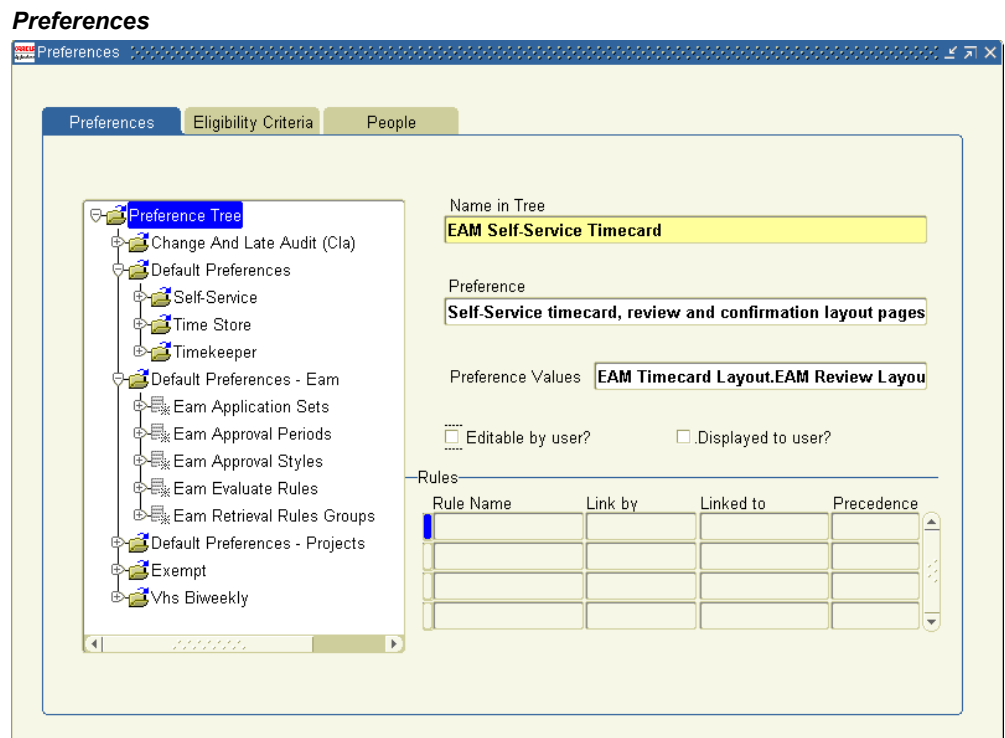 Preferences
ORACLE Preferences
Preferences Eligibility Criteria People
Preference Tree
Change And Late Audit (Cla)
Default Preferences
Self-Service
Time Store
Timekeeper
Default Preferences - Eam
Eam Application Sets
Eam Approval Periods
Eam Approval Styles
Eam Evaluate Rules
Eam Retrieval Rules Groups
Default Preferences - Projects
Exempt
Vhs Biweekly
Name in Tree
EAM Self-Service Timecard
Preference
Self-Service timecard, review and confirmation layout pages
Preference Values EAM Timecard Layout.EAM Review Layou
Editable by user? .Displayed to user?
Rules
Rule Name Link by Linked to Precedence